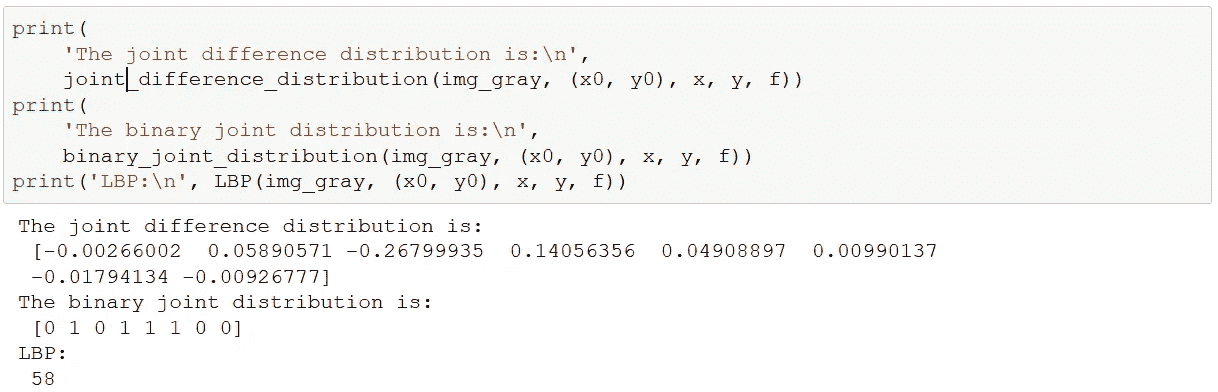 print(
    'The joint difference distribution is:\n',
    joint_difference_distribution(img_gray, (x0, y0), x, y, f))
print(
    'The binary joint distribution is:\n',
    binary_joint_distribution(img_gray, (x0, y0), x, y, f))
print('LBP:\n', LBP(img_gray, (x0, y0), x, y, f))
The joint difference distribution is:
 [-0.00266002  0.05890571 -0.26799935  0.14056356  0.04908897  0.00990137
 -0.01794134 -0.00926777]
The binary joint distribution is:
 [0 1 0 1 1 1 0 0]
LBP:
 58